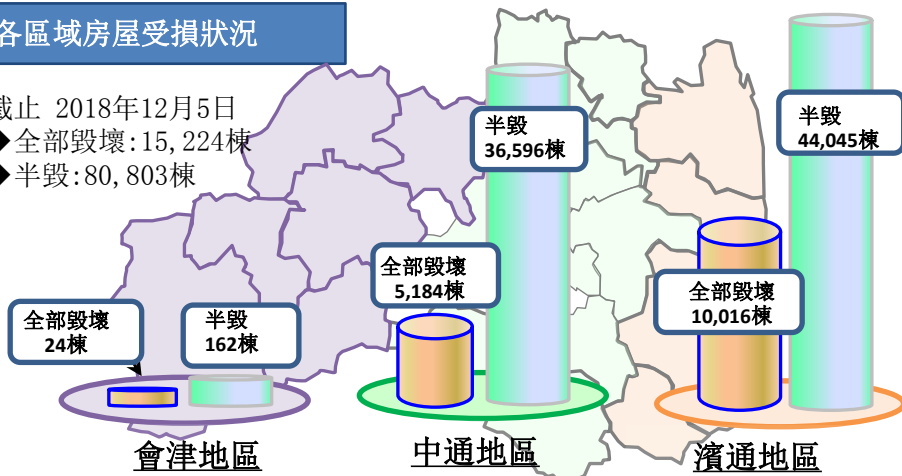 各區域房屋受損狀況
截止 2018年12月5日
◆全部毀壞:15,224棟
◆半毀:80,803棟
半毀
44,045棟
半毀
36,596棟
全部毀壞
5,184棟
全部毀壞
10,016棟
全部毀壞
24棟
半毀
162棟
會津地區
中通地區
濱通地區